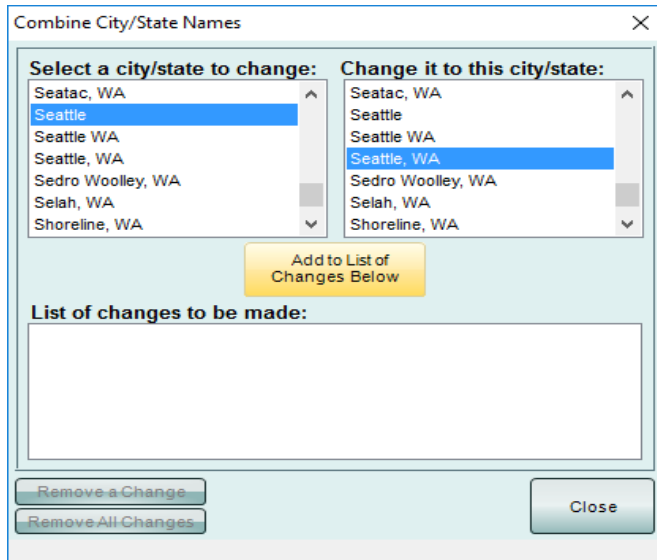 Combine City/State Names
Select a city/state to change:
Seatac, WA
Seattle
Seattle WA
Seattle, WA
Sedro Woolley, WA
Selah, WA
Shoreline, WA
Change it to this city/state:
Seatac, WA
Seattle
Seattle WA
Seattle, WA
Sedro Woolley, WA
Selah, WA
Shoreline, WA
Add to List of
Changes Below
List of changes to be made:
Remove a Change
Remove All Changes
Close